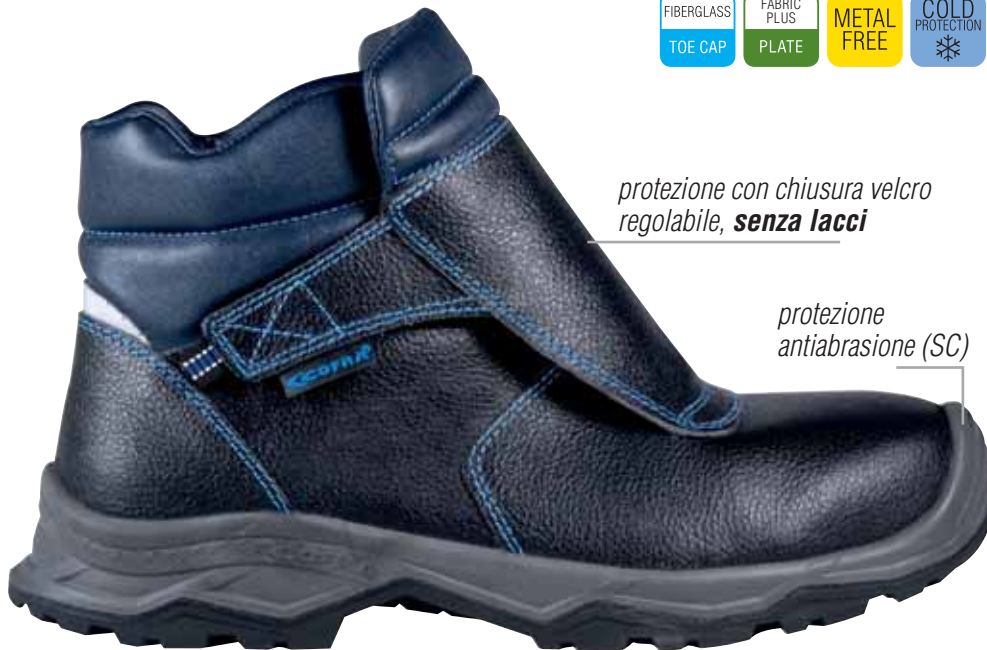 FIBERGLASS
TOE CAP
FABRIC
PLUS
PLATE
METAL
FREE
COLD
PROTECTION
protezione con chiusura velcro
regolabile, senza lacci
protezione
antiabrasione (SC)
cofra